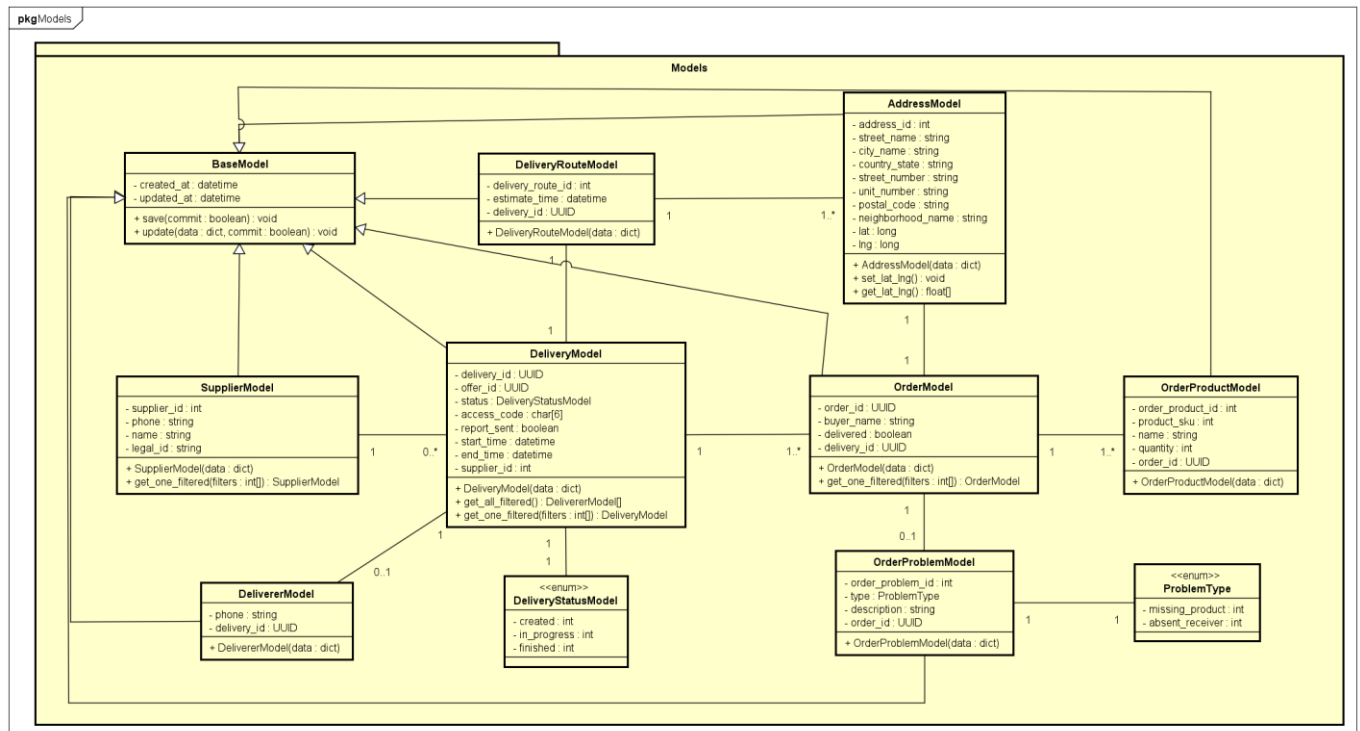 pkgModels
Models
BaseModel
- created_at : datetime
- updated_at : datetime
+ save(commit : boolean) : void
+ update(data : dict, commit : boolean) : void
DeliveryRouteModel
- delivery_route_id : int
- estimate_time : datetime
- delivery_id : UUID
+ DeliveryRouteModel(data : dict)
AddressModel
- address_id : int
- street_name : string
- city_name : string
- country_state : string
- street_number : string
- unit_number : string
- postal_code : string
- neighborhood_name : string
- lat : long
- lng : long
+ AddressModel(data : dict)
+ set_lat_lng() : void
+ get_lat_lng() : float[]
1
1..*
1
1
1
1
SupplierModel
- supplier_id : int
- phone : string
- name : string
- legal_id : string
+ SupplierModel(data : dict)
+ get_one_filtered(filters : int[]) : SupplierModel
1
0..*
DeliveryModel
- delivery_id : UUID
- offer_id : UUID
- status : DeliveryStatusModel
- access_code : char[6]
- report_sent : boolean
- start_time : datetime
- end_time : datetime
- supplier_id : int
+ DeliveryModel(data : dict)
+ get_all_filtered() : DelivererModel[]
+ get_one_filtered(filters : int[]) : DeliveryModel
1
1..*
OrderModel
- order_id : UUID
- buyer_name : string
- delivered : boolean
- delivery_id : UUID
+ OrderModel(data : dict)
+ get_one_filtered(filters : int[]) : OrderModel
1
1..*
OrderProductModel
- order_product_id : int
- product_sku : int
- name : string
- quantity : int
- order_id : UUID
+ OrderProductModel(data : dict)
1
0..1
1
1
1
0..1
DelivererModel
- phone : string
- delivery_id : UUID
+ DelivererModel(data : dict)
<<enum>>
DeliveryStatusModel
- created : int
- in_progress : int
- finished : int
OrderProblemModel
- order_problem_id : int
- type : ProblemType
- description : string
- order_id : UUID
+ OrderProblemModel(data : dict)
1
1
<<enum>>
ProblemType
- missing_product : int
- absent_receiver : int